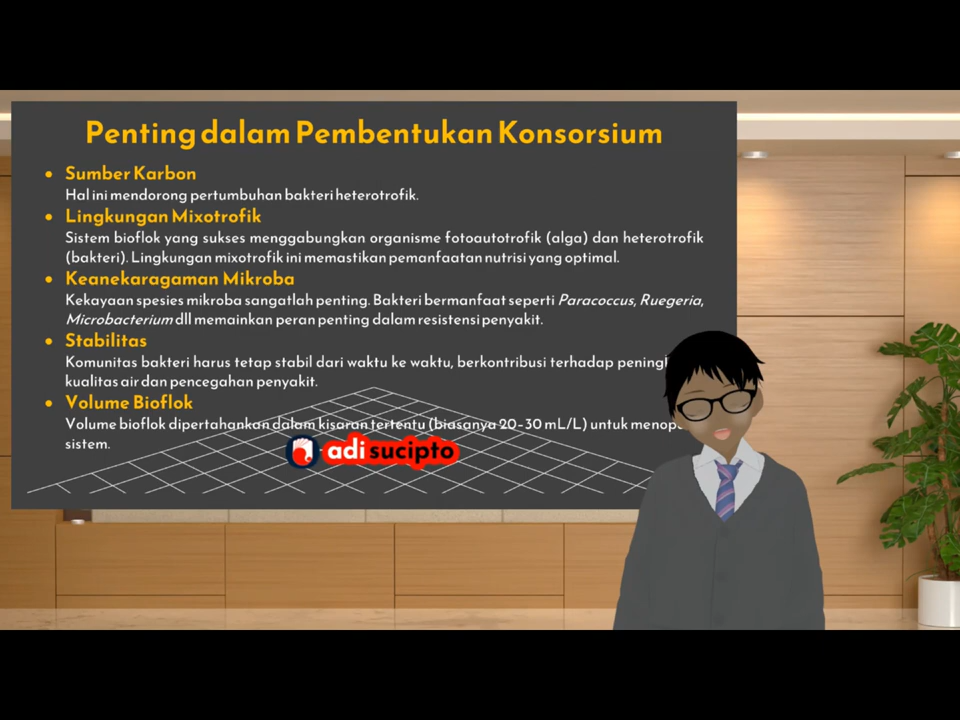 Penting dalam Pembentukan Konsorsium
• Sumber Karbon
Hal ini mendorong pertumbuhan bakteri heterotrofik.
• Lingkungan Mixotrofik
Sistem bioflok yang sukses menggabungkan organisme fotoautotrofik (alga) dan heterotrofik
(bakteri). Lingkungan mixotrofik ini memastikan pemanfaatan nutrisi yang optimal.
• Keanekaragaman Mikroba
Kekayaan spesies mikroba sangatlah penting. Bakteri bermanfaat seperti Paracoccus, Ruegeria,
Microbacterium dll memainkan peran penting dalam resistensi penyakit.
• Stabilitas
Komunitas bakteri harus tetap stabil dari waktu ke waktu, berkontribusi terhadap
kualitas air dan pencegahan penyakit.
• Volume Bioflok
Volume bioflok dipertahankan dalam kisaran tertentu (biasanya 20–30 mL/L) untuk
sistem.
adi sucipto